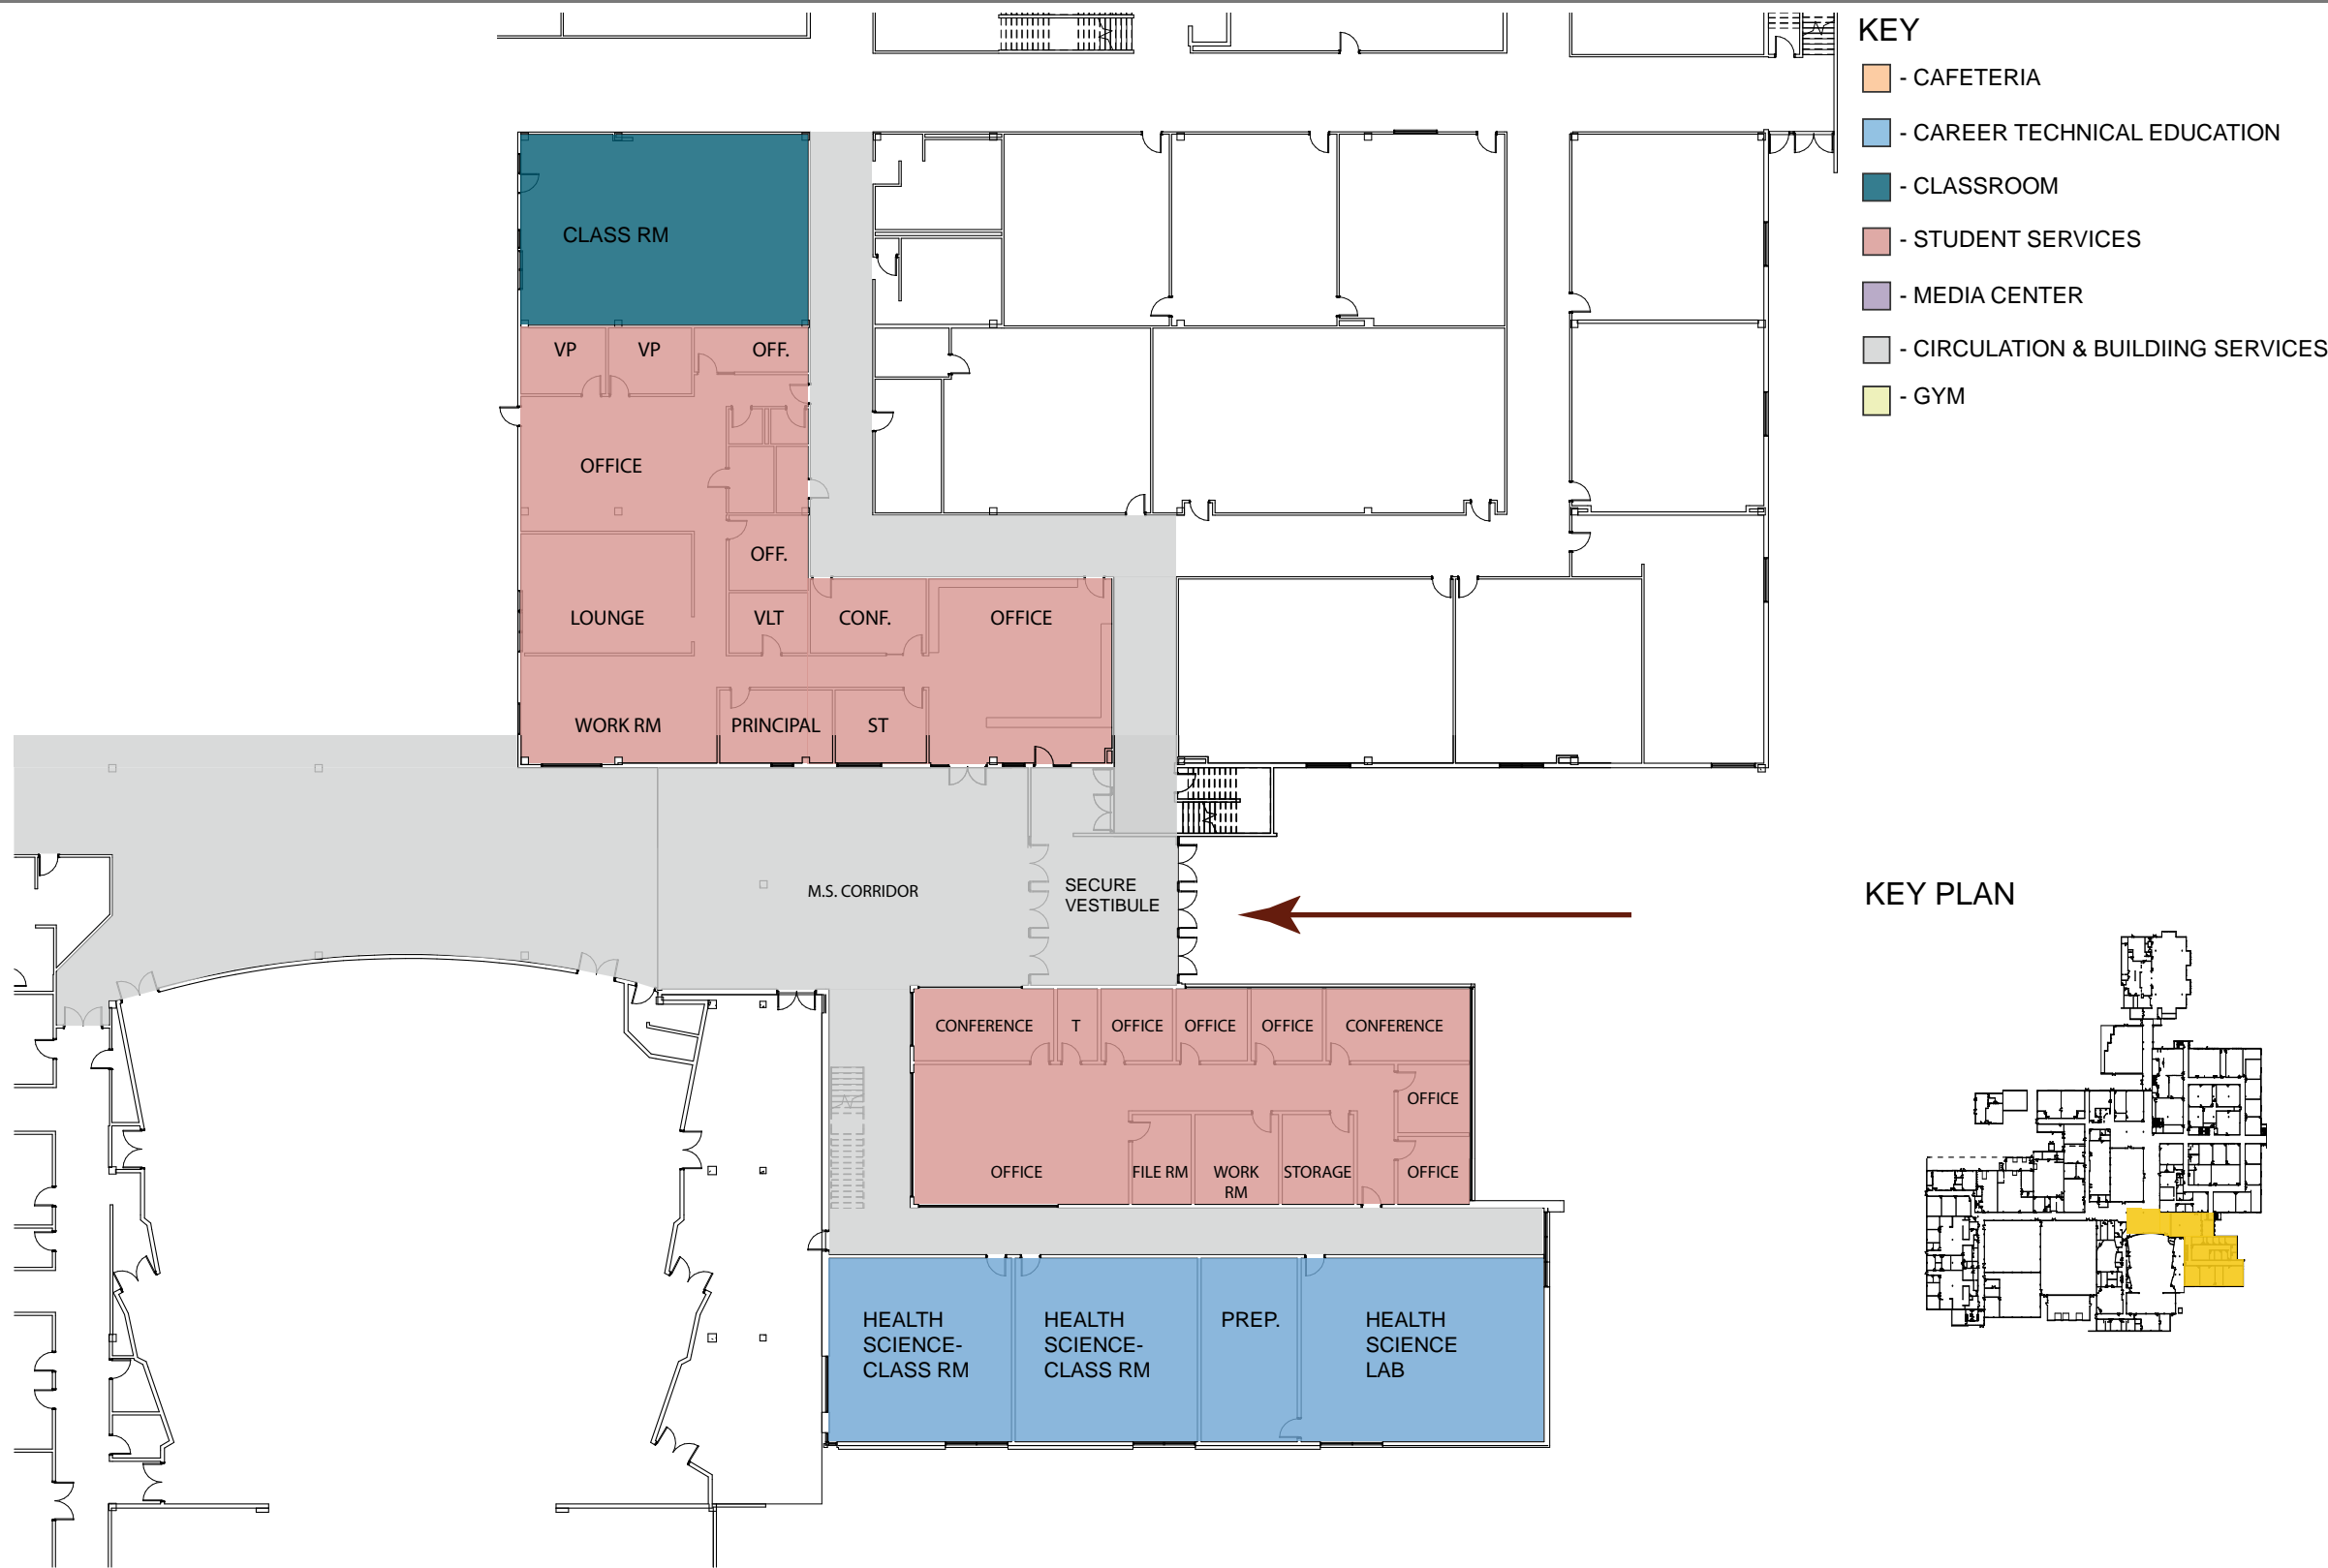 KEY
- CAFETERIA
- CAREER TECHNICAL EDUCATION
- CLASSROOM
- STUDENT SERVICES
- MEDIA CENTER
- CIRCULATION & BUILDIING SERVICES
- GYM
CLASS RM
VP
VP
OFF.
OFFICE
OFF.
LOUNGE
VLT
CONF.
OFFICE
WORK RM
PRINCIPAL
ST
M.S. CORRIDOR
SECURE
VESTIBULE
KEY PLAN
CONFERENCE
T
OFFICE
OFFICE
OFFICE
CONFERENCE
OFFICE
OFFICE
FILE RM
WORK
RM
STORAGE
OFFICE
HEALTH
SCIENCE-
CLASS RM
HEALTH
SCIENCE-
CLASS RM
PREP.
HEALTH
SCIENCE
LAB